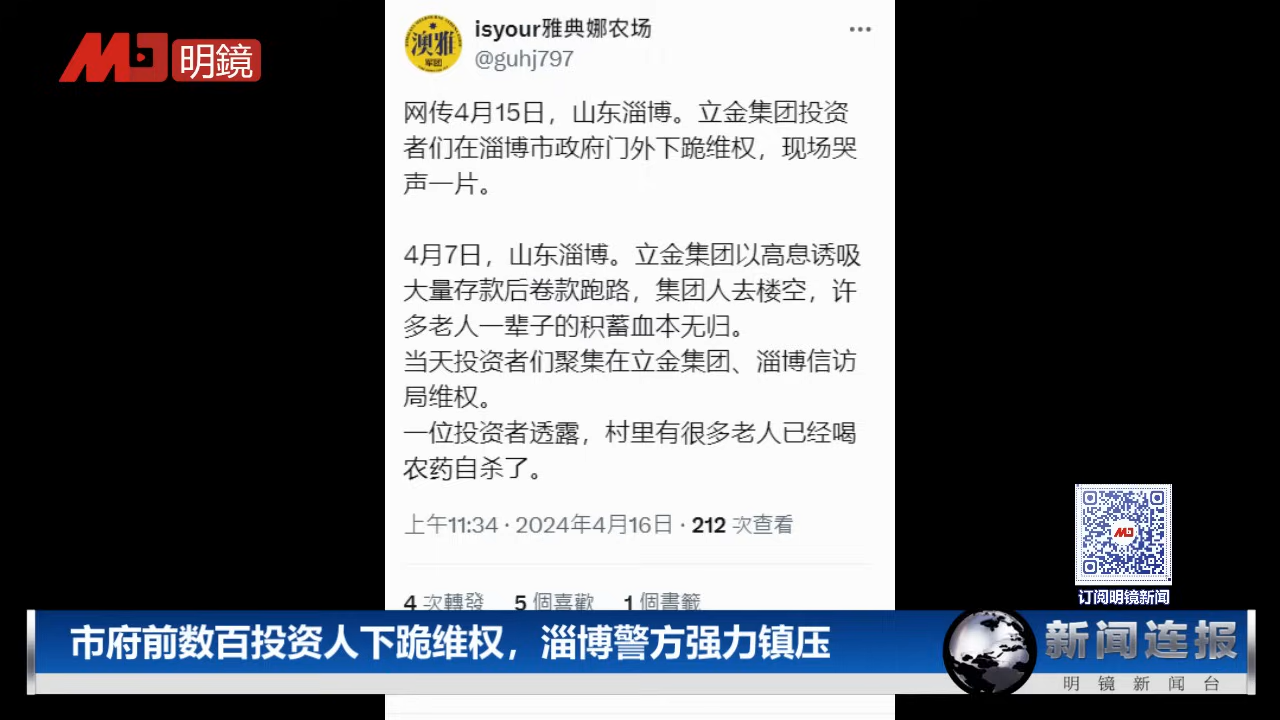 明鏡
澳雅
军团
isyour雅典娜农场
@guhj797
网传4月15日，山东淄博。立金集团投资
者们在淄博市政府门外下跪维权，现场哭
声一片。
4月7日，山东淄博。立金集团以高息诱吸
大量存款后卷款跑路，集团人去楼空，许
多老人一辈子的积蓄血本无归。
当天投资者们聚集在立金集团、淄博信访
局维权。
一位投资者透露，村里有很多老人已经喝
农药自杀了。
上午11:34 · 2024年4月16日 · 212 次查看
4 次轉發 5 個喜歡 1 個書籤
订阅明镜新闻
市府前数百投资人下跪维权，淄博警方强力镇压
新闻连报
明镜新闻台